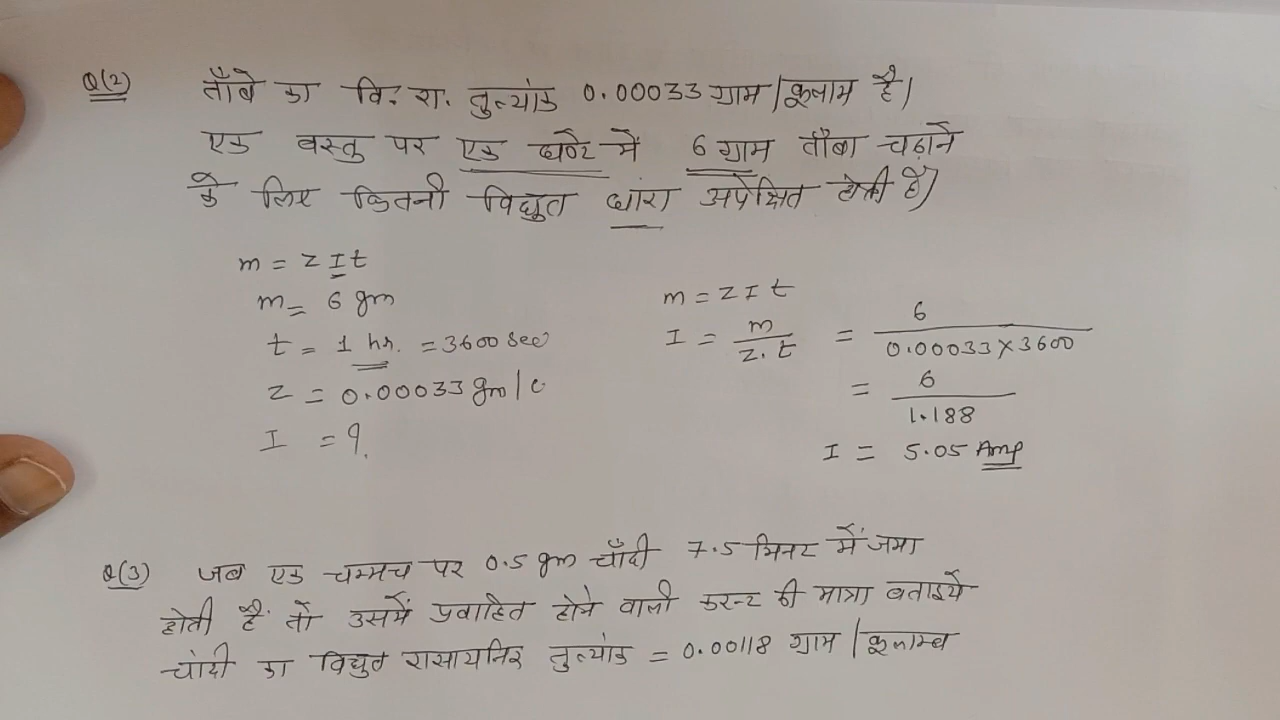 Q(2) ताँबे का वि. रा. तुल्यांक 0.00033 ग्राम/कूलाम है।
एक वस्तु पर एक घण्टे में 6 ग्राम ताँबा चढ़ाने
के लिए कितनी विद्युत धारा अपेक्षित होती है।
m = Z I t
m = 6 gm
t = 1 hr. = 3600 sec
Z = 0.00033 gm/c
I = ?
m = Z I t
I = m / Z.t = 6 / 0.00033 × 3600
= 6 / 1.188
I = 5.05 Amp
Q(3) जब एक चम्मच पर 0.5 gm चाँदी 7.5 मिनट में जमा
होती है तो उसमें प्रवाहित होने वाली करन्ट की मात्रा बताइये
चांदी का विद्युत रासायनिक तुल्यांक = 0.00118 ग्राम/कूलाम्ब